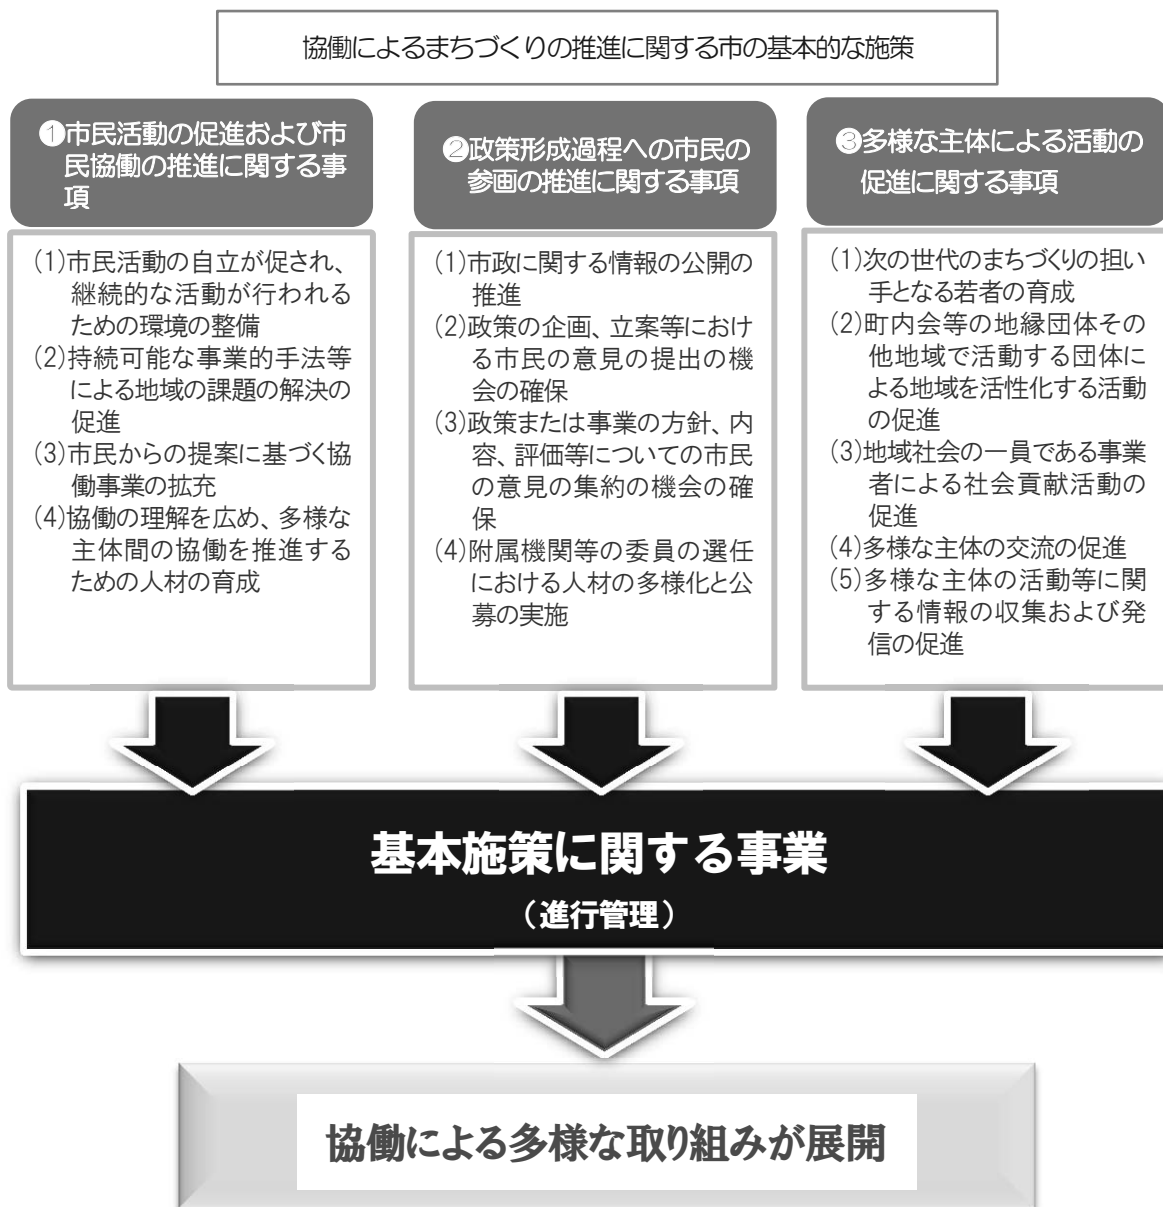 協働によるまちづくりの推進に関する市の基本的な施策
❶市民活動の促進および市
民協働の推進に関する事
項
(1)市民活動の自立が促され、
継続的な活動が行われる
ための環境の整備
(2)持続可能な事業的手法等
による地域の課題の解決の
促進
(3)市民からの提案に基づく協
働事業の拡充
(4)協働の理解を広め、多様な
主体間の協働を推進する
ための人材の育成
❷政策形成過程への市民の
参画の推進に関する事項
(1)市政に関する情報の公開の
推進
(2)政策の企画、立案等におけ
る市民の意見の提出の機
会の確保
(3)政策または事業の方針、内
容、評価等についての市民
の意見の集約の機会の確
保
(4)附属機関等の委員の選任
における人材の多様化と公
募の実施
❸多様な主体による活動の
促進に関する事項
(1)次の世代のまちづくりの担い
手となる若者の育成
(2)町内会等の地縁団体その
他地域で活動する団体に
よる地域を活性化する活動
の促進
(3)地域社会の一員である事業
者による社会貢献活動の
促進
(4)多様な主体の交流の促進
(5)多様な主体の活動等に関
する情報の収集および発
信の促進
基本施策に関する事業
（進行管理）
協働による多様な取り組みが展開